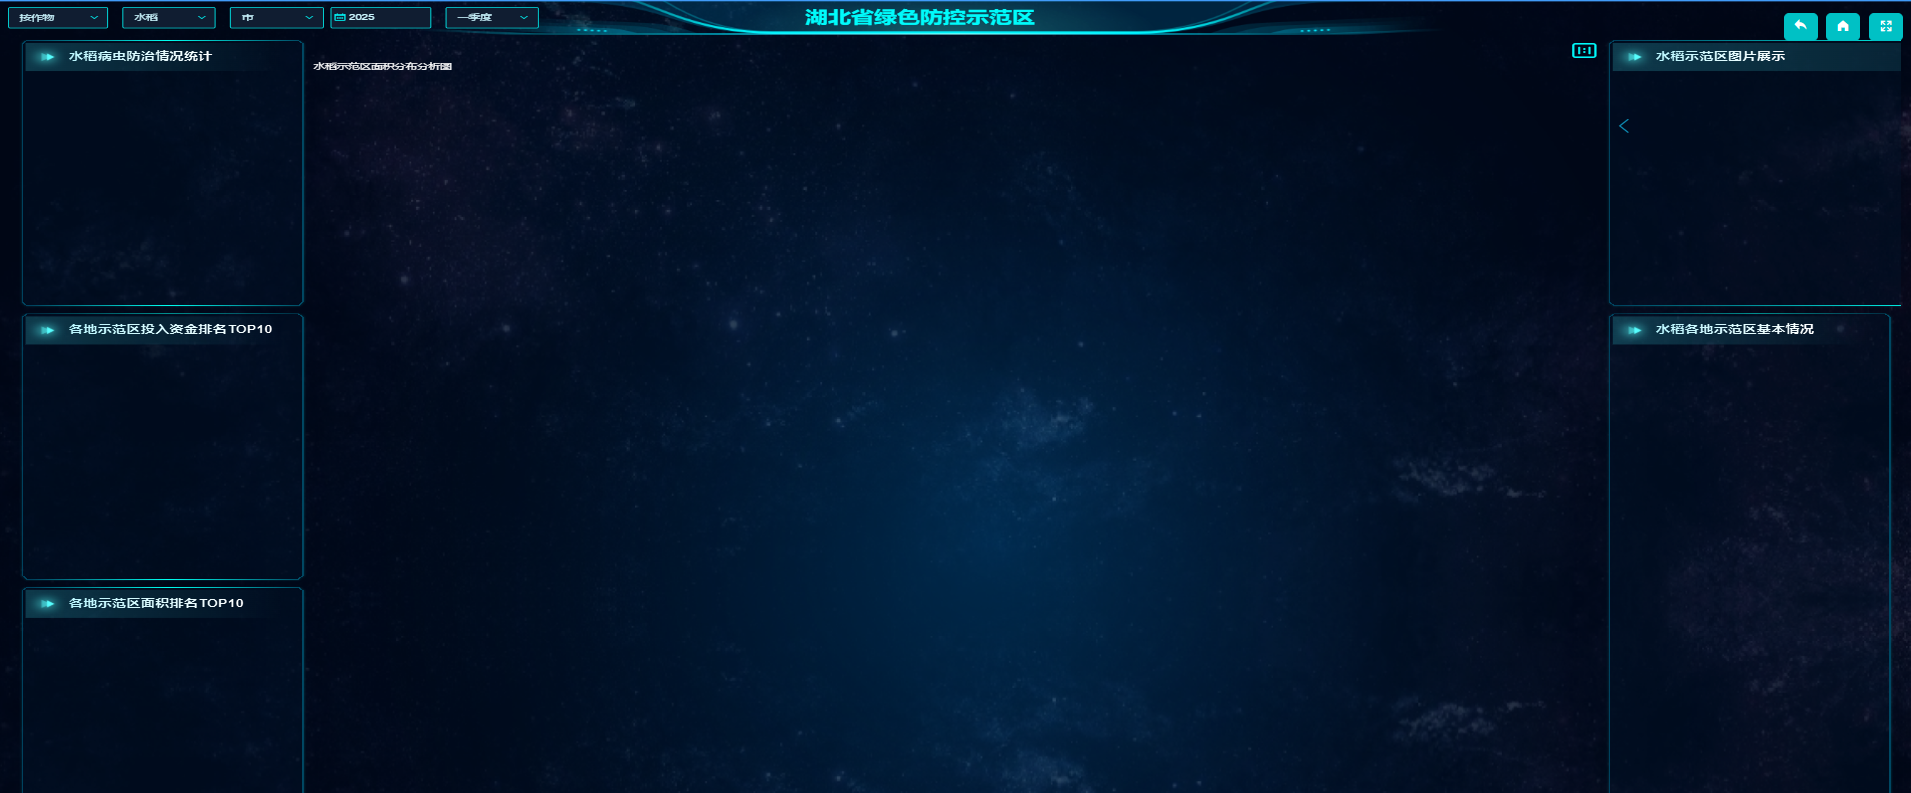 按作物
水稻
市
2025
一季度
湖北省绿色防控示范区
水稻病虫防治情况统计
水稻示范区面积分布分析图
1:1
水稻示范区图片展示
各地示范区投入资金排名TOP10
水稻各地示范区基本情况
各地示范区面积排名TOP10